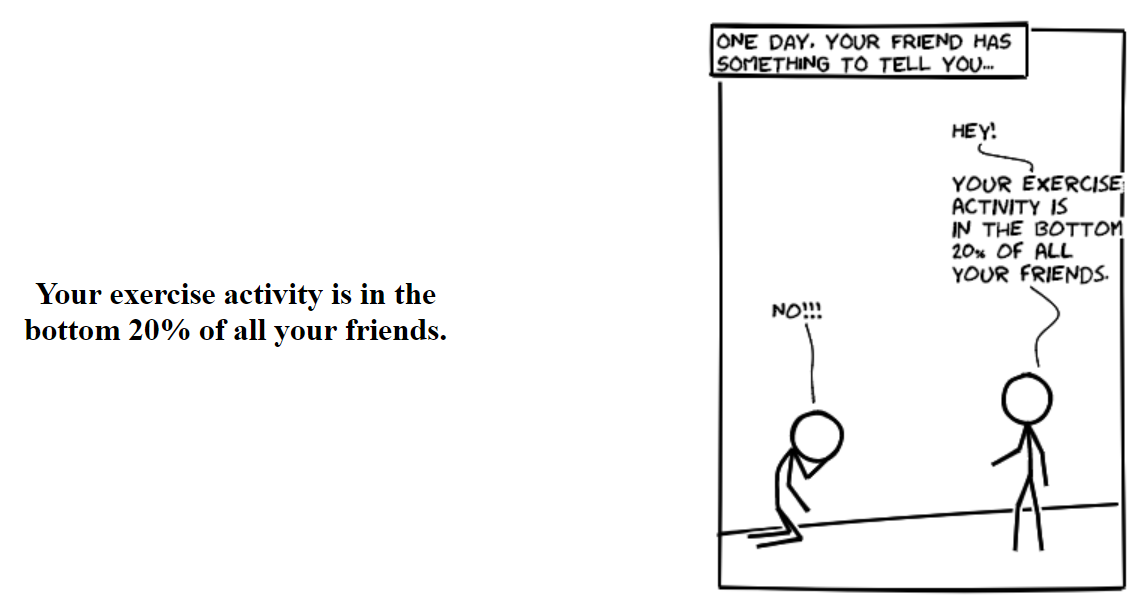 Your exercise activity is in the
bottom 20% of all your friends.
ONE DAY, YOUR FRIEND HAS
SOMETHING TO TELL YOU...
HEY!
YOUR EXERCISE
ACTIVITY IS
IN THE BOTTOM
20% OF ALL
YOUR FRIENDS.
NO!!!